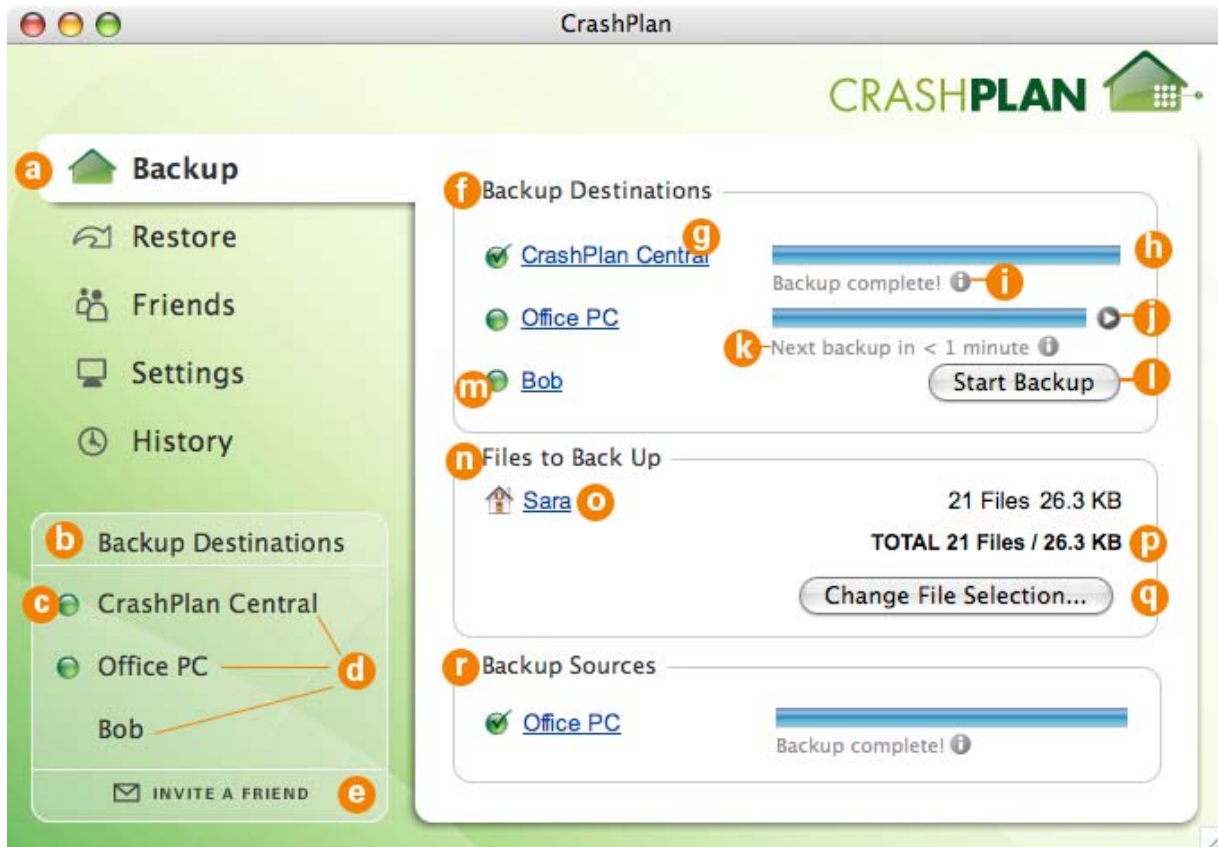 CrashPlan
CRASHPLAN
a Backup
Restore
Friends
Settings
History
b Backup Destinations
c CrashPlan Central
Office PC
d
Bob
INVITE A FRIEND e
f Backup Destinations
CrashPlan Central g
h
Backup complete! i
Office PC
j
k Next backup in < 1 minute
m Bob
Start Backup l
n Files to Back Up
Sara o
21 Files 26.3 KB
TOTAL 21 Files / 26.3 KB p
Change File Selection... q
r Backup Sources
Office PC
Backup complete!